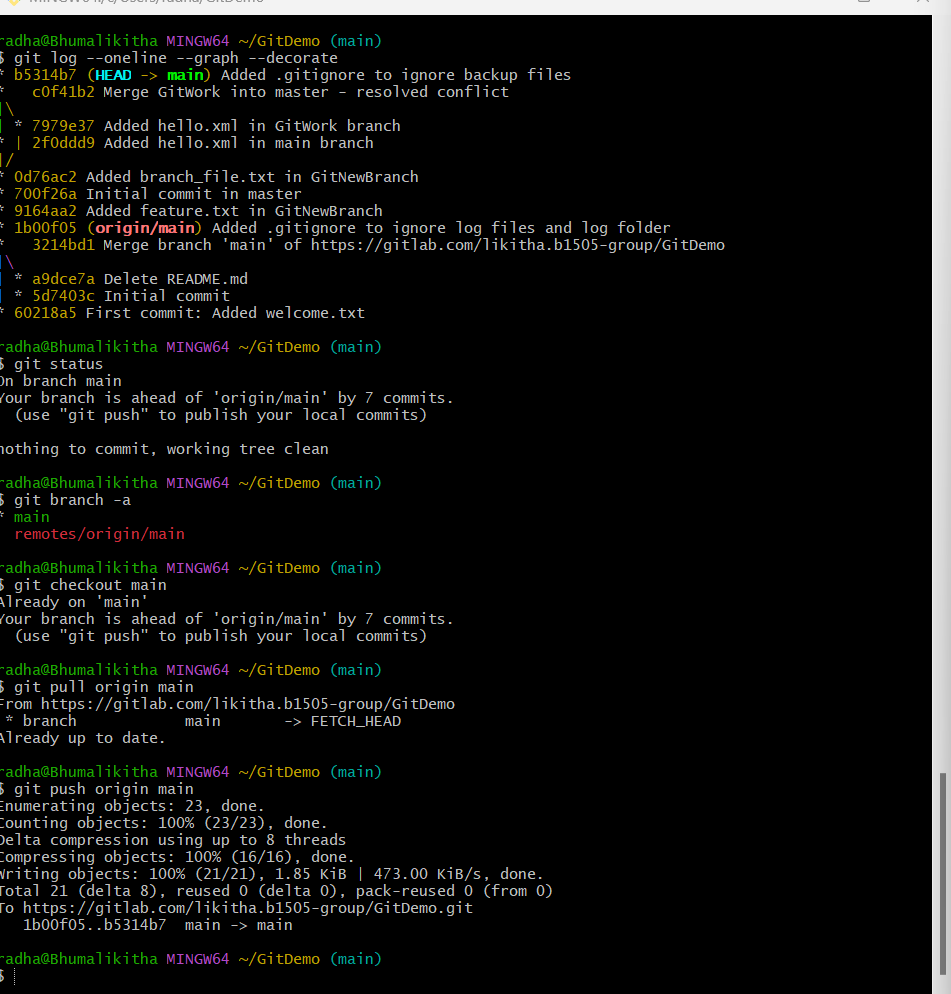 radha@Bhumalikitha MINGW64 ~/GitDemo (main)
$ git log --oneline --graph --decorate
* b5314b7 (HEAD -> main) Added .gitignore to ignore backup files
*   c0f41b2 Merge GitWork into master - resolved conflict
|\
| * 7979e37 Added hello.xml in GitWork branch
* | 2f0ddd9 Added hello.xml in main branch
|/
* 0d76ac2 Added branch_file.txt in GitNewBranch
* 700f26a Initial commit in master
* 9164aa2 Added feature.txt in GitNewBranch
* 1b00f05 (origin/main) Added .gitignore to ignore log files and log folder
*   3214bd1 Merge branch 'main' of https://gitlab.com/likitha.b1505-group/GitDemo
|\
| * a9dce7a Delete README.md
| * 5d7403c Initial commit
* 60218a5 First commit: Added welcome.txt
radha@Bhumalikitha MINGW64 ~/GitDemo (main)
$ git status
On branch main
Your branch is ahead of 'origin/main' by 7 commits.
  (use "git push" to publish your local commits)
nothing to commit, working tree clean
radha@Bhumalikitha MINGW64 ~/GitDemo (main)
$ git branch -a
* main
  remotes/origin/main
radha@Bhumalikitha MINGW64 ~/GitDemo (main)
$ git checkout main
Already on 'main'
Your branch is ahead of 'origin/main' by 7 commits.
  (use "git push" to publish your local commits)
radha@Bhumalikitha MINGW64 ~/GitDemo (main)
$ git pull origin main
From https://gitlab.com/likitha.b1505-group/GitDemo
 * branch            main       -> FETCH_HEAD
Already up to date.
radha@Bhumalikitha MINGW64 ~/GitDemo (main)
$ git push origin main
Enumerating objects: 23, done.
Counting objects: 100% (23/23), done.
Delta compression using up to 8 threads
Compressing objects: 100% (16/16), done.
Writing objects: 100% (21/21), 1.85 KiB | 473.00 KiB/s, done.
Total 21 (delta 8), reused 0 (delta 0), pack-reused 0 (from 0)
To https://gitlab.com/likitha.b1505-group/GitDemo.git
   1b00f05..b5314b7  main -> main
radha@Bhumalikitha MINGW64 ~/GitDemo (main)
$